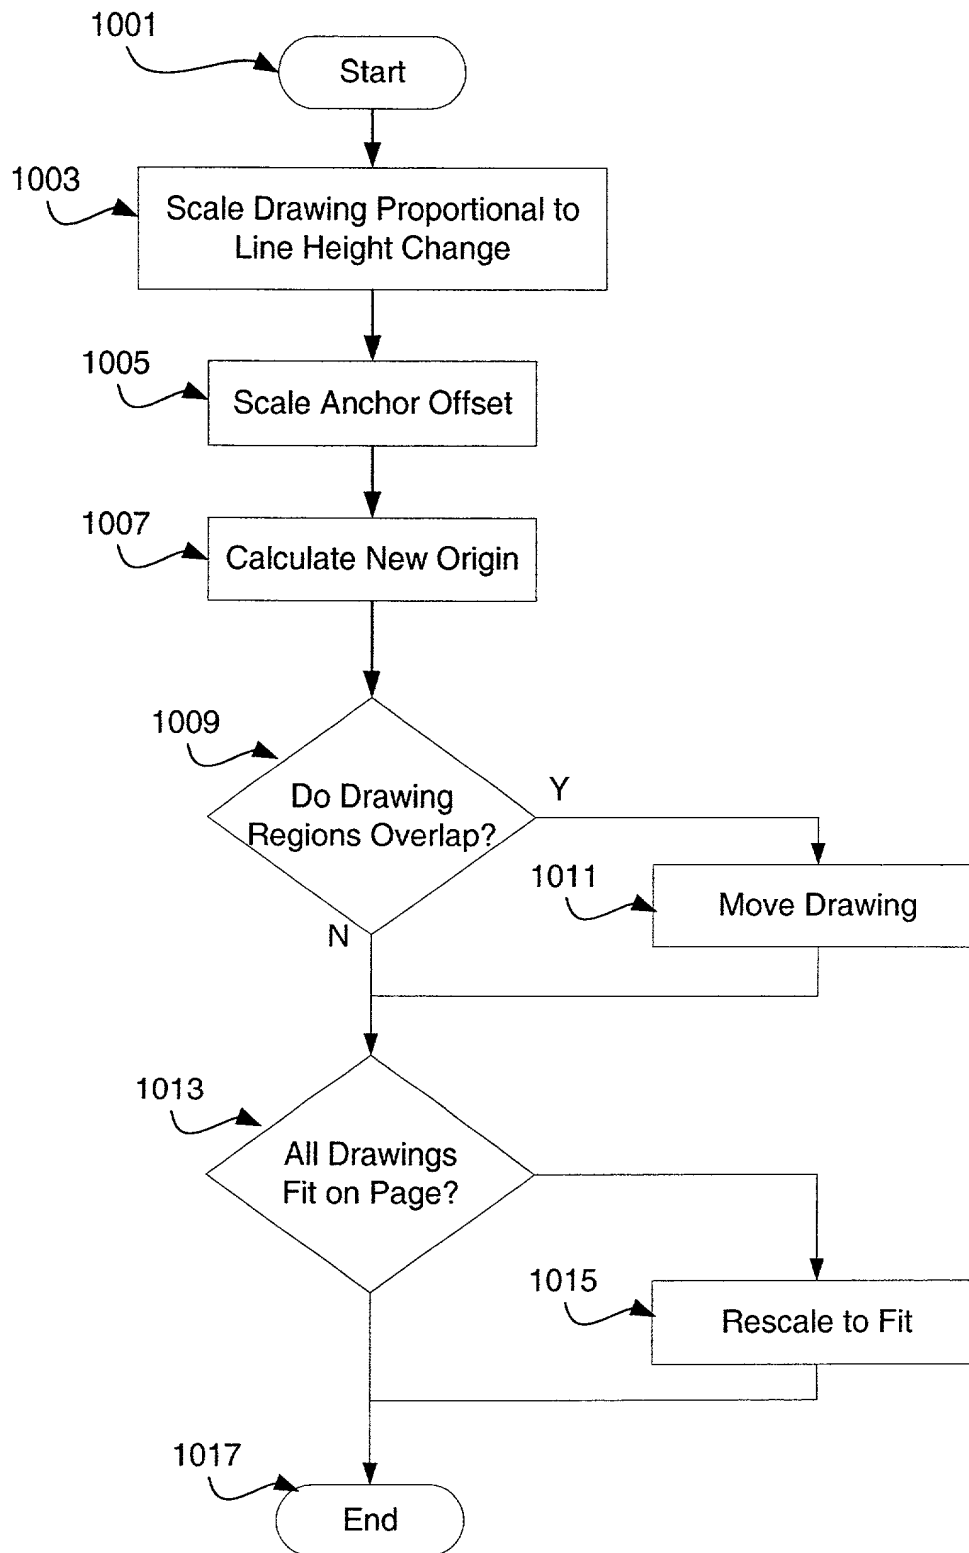 1001
Start
1003
Scale Drawing Proportional to
Line Height Change
1005
Scale Anchor Offset
1007
Calculate New Origin
1009
Do Drawing
Regions Overlap?
Y
1011
Move Drawing
N
1013
All Drawings
Fit on Page?
1015
Rescale to Fit
1017
End